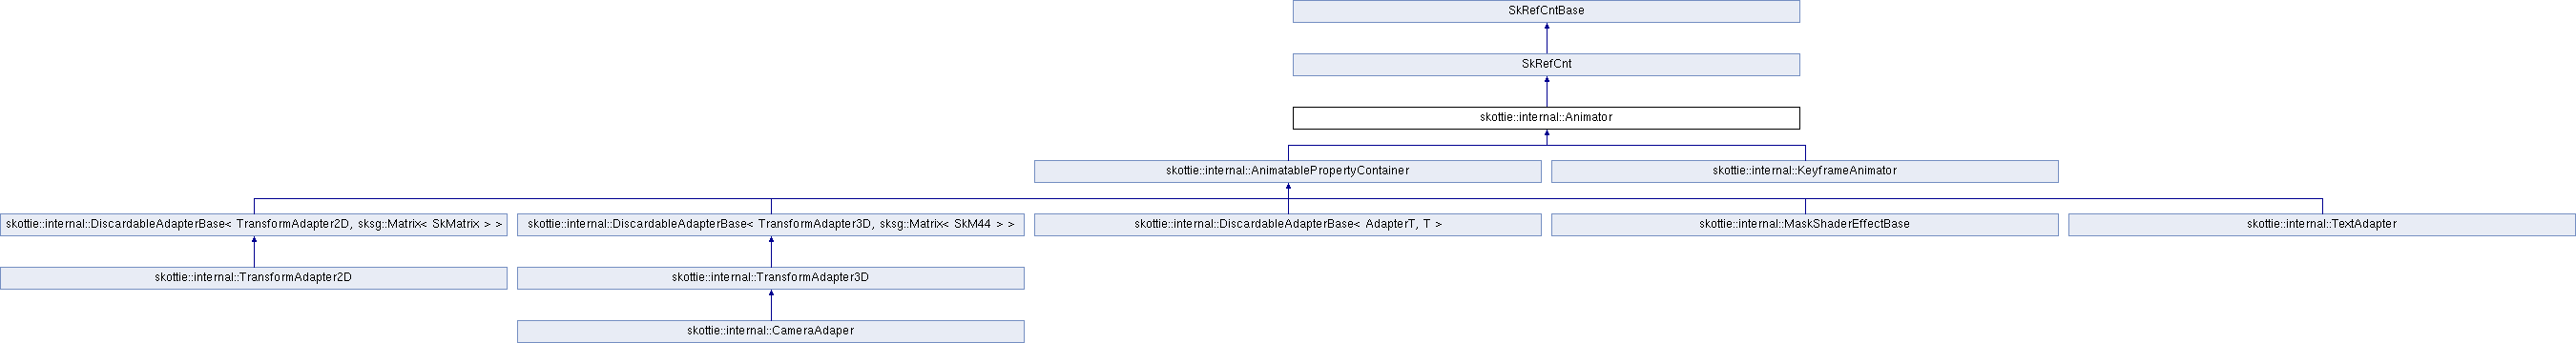 SkRefCntBase
SkRefCnt
skottie::internal::Animator
skottie::internal::AnimatablePropertyContainer
skottie::internal::KeyframeAnimator
skottie::internal::DiscardableAdapterBase< TransformAdapter2D, sksg::Matrix< SkMatrix > >
skottie::internal::DiscardableAdapterBase< TransformAdapter3D, sksg::Matrix< SkM44 > >
skottie::internal::DiscardableAdapterBase< AdapterT, T >
skottie::internal::MaskShaderEffectBase
skottie::internal::TextAdapter
skottie::internal::TransformAdapter2D
skottie::internal::TransformAdapter3D
skottie::internal::CameraAdaper